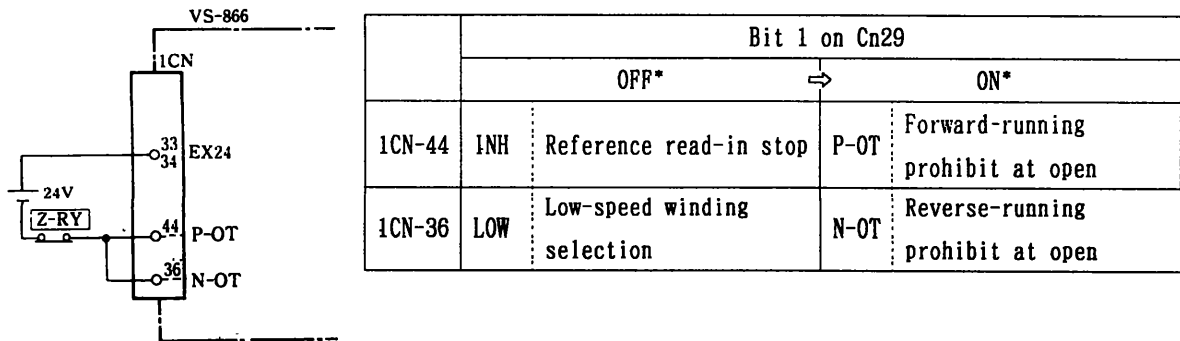 VS-866
1CN
33
34
EX24
24V
Z-RY
44
P-OT
36
N-OT
Bit 1 on Cn29
OFF* ⇨ ON*
1CN-44 INH Reference read-in stop P-OT Forward-running
prohibit at open
1CN-36 LOW Low-speed winding
selection N-OT Reverse-running
prohibit at open